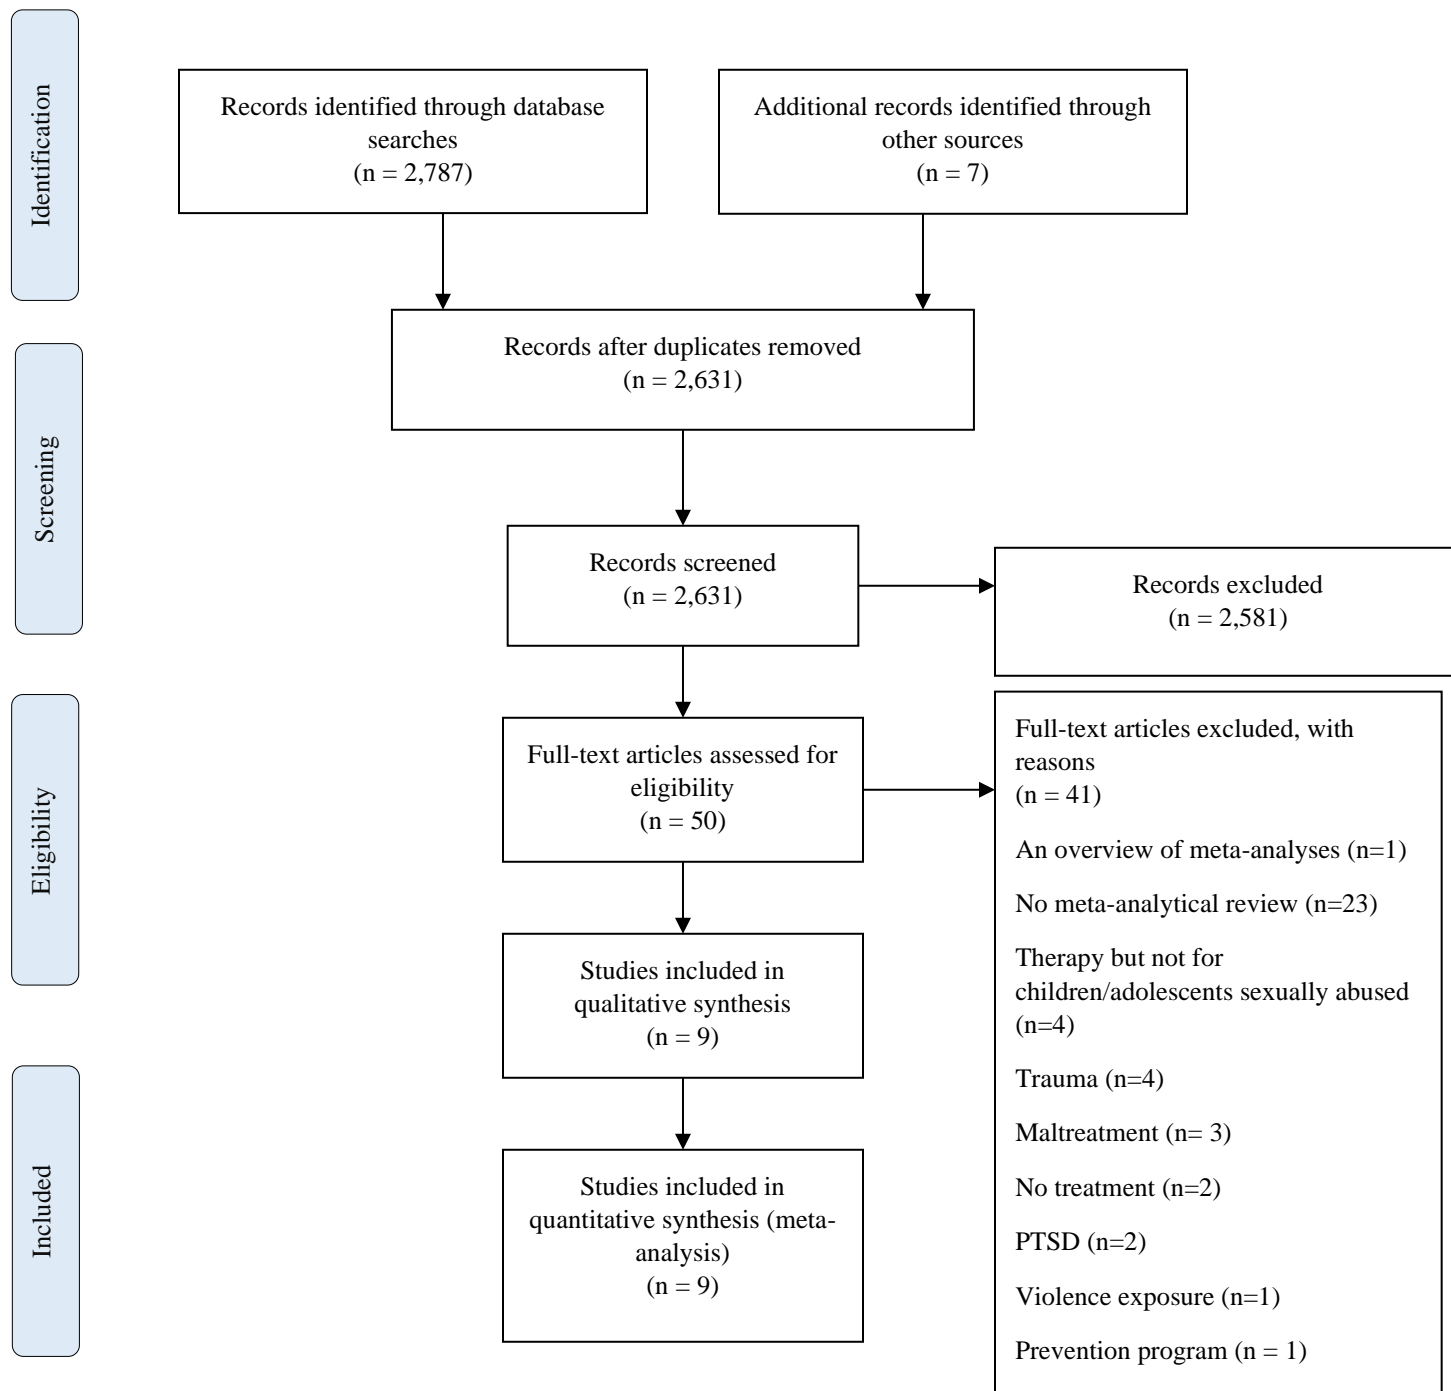 Identification
Records identified through database
searches
(n = 2,787)
Additional records identified through
other sources
(n = 7)
Records after duplicates removed
(n = 2,631)
Screening
Records screened
(n = 2,631)
Records excluded
(n = 2,581)
Eligibility
Full-text articles assessed for
eligibility
(n = 50)
Full-text articles excluded, with
reasons
(n = 41)
An overview of meta-analyses (n=1)
No meta-analytical review (n=23)
Therapy but not for
children/adolescents sexually abused
(n=4)
Trauma (n=4)
Maltreatment (n= 3)
No treatment (n=2)
PTSD (n=2)
Violence exposure (n=1)
Prevention program (n = 1)
Studies included in
qualitative synthesis
(n = 9)
Included
Studies included in
quantitative synthesis (meta-
analysis)
(n = 9)